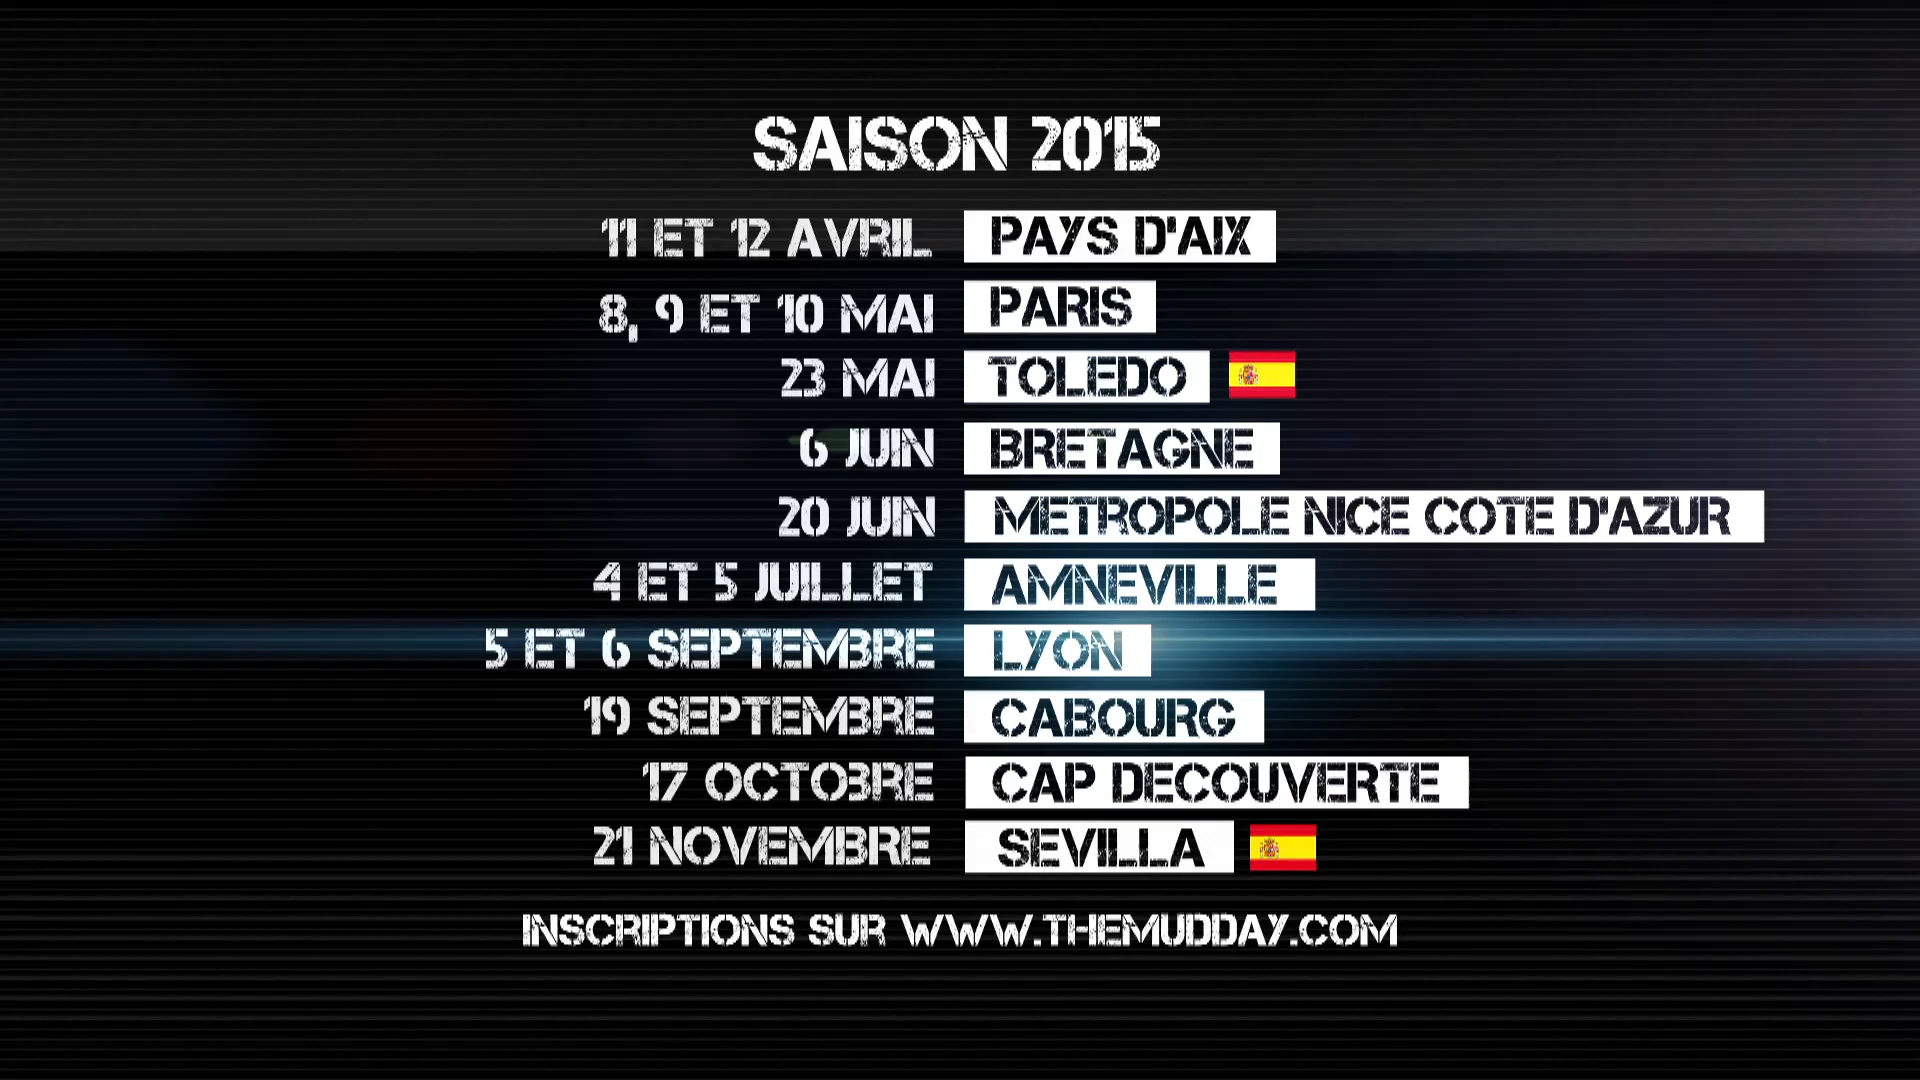 SAISON 2015
11 ET 12 AVRIL PAYS D'AIX
8, 9 ET 10 MAI PARIS
23 MAI TOLEDO
6 JUIN BRETAGNE
20 JUIN METROPOLE NICE COTE D'AZUR
4 ET 5 JUILLET AMNEVILLE
5 ET 6 SEPTEMBRE LYON
19 SEPTEMBRE CABOURG
17 OCTOBRE CAP DECOUVERTE
21 NOVEMBRE SEVILLA
INSCRIPTIONS SUR WWW.THEMUDDAY.COM